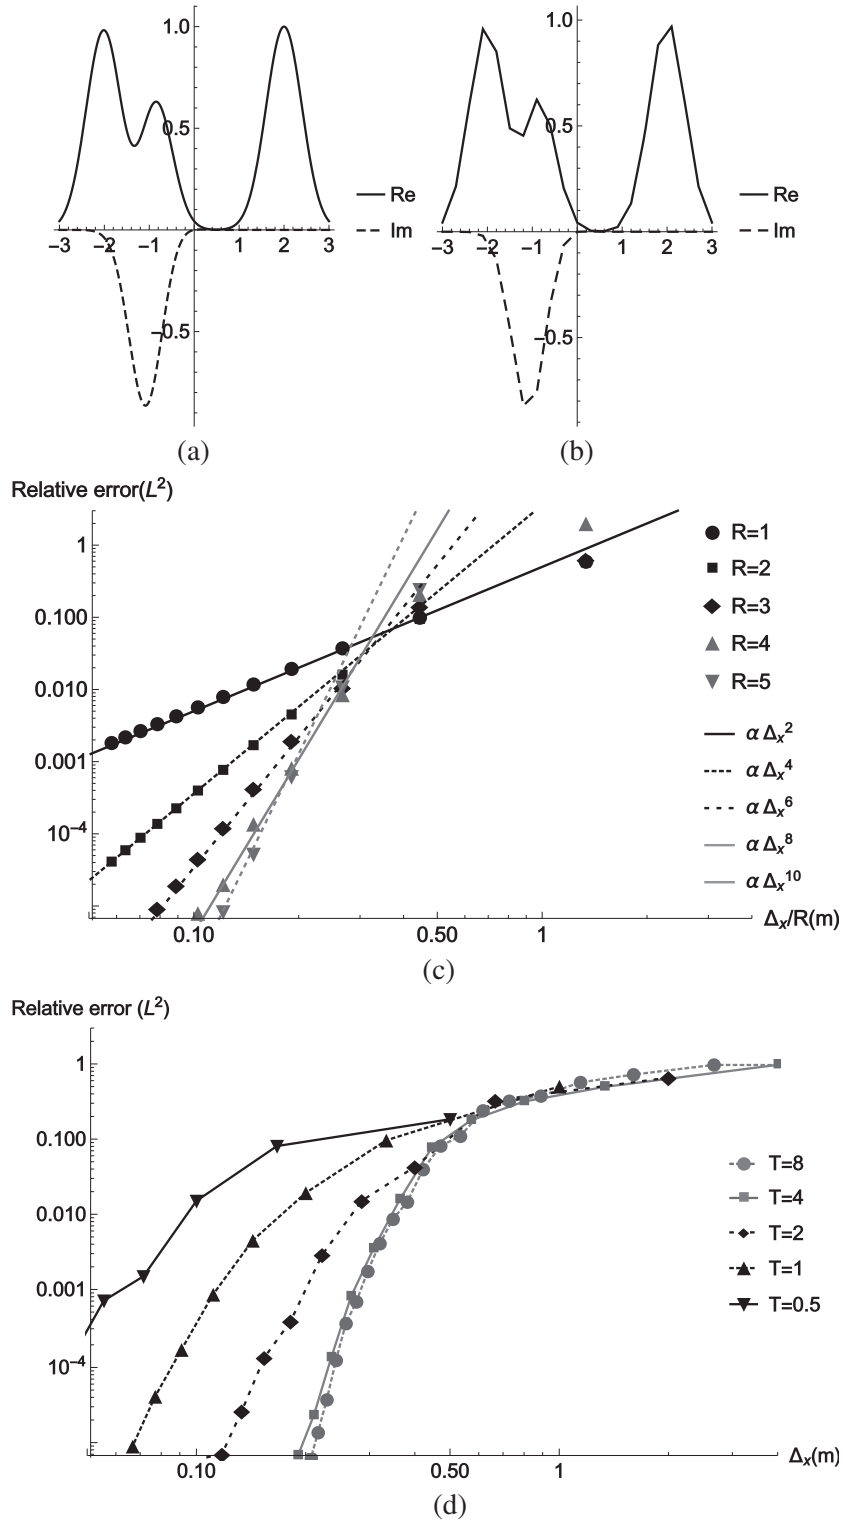 1.0 1.0
0.5 0.5
Re Re
−3 −2 −1 1 2 3 Im −3 −2 −1 1 2 3 Im
−0.5 −0.5
(a) (b)
Relative error(L²)
1
0.100
0.010
0.001
10⁻⁴
0.10 0.50 1
Δx/R(m)
R=1
R=2
R=3
R=4
R=5
α Δx²
α Δx⁴
α Δx⁶
α Δx⁸
α Δx¹⁰
(c)
Relative error (L²)
1
0.100
0.010
0.001
10⁻⁴
0.10 0.50 1
Δx(m)
T=8
T=4
T=2
T=1
T=0.5
(d)